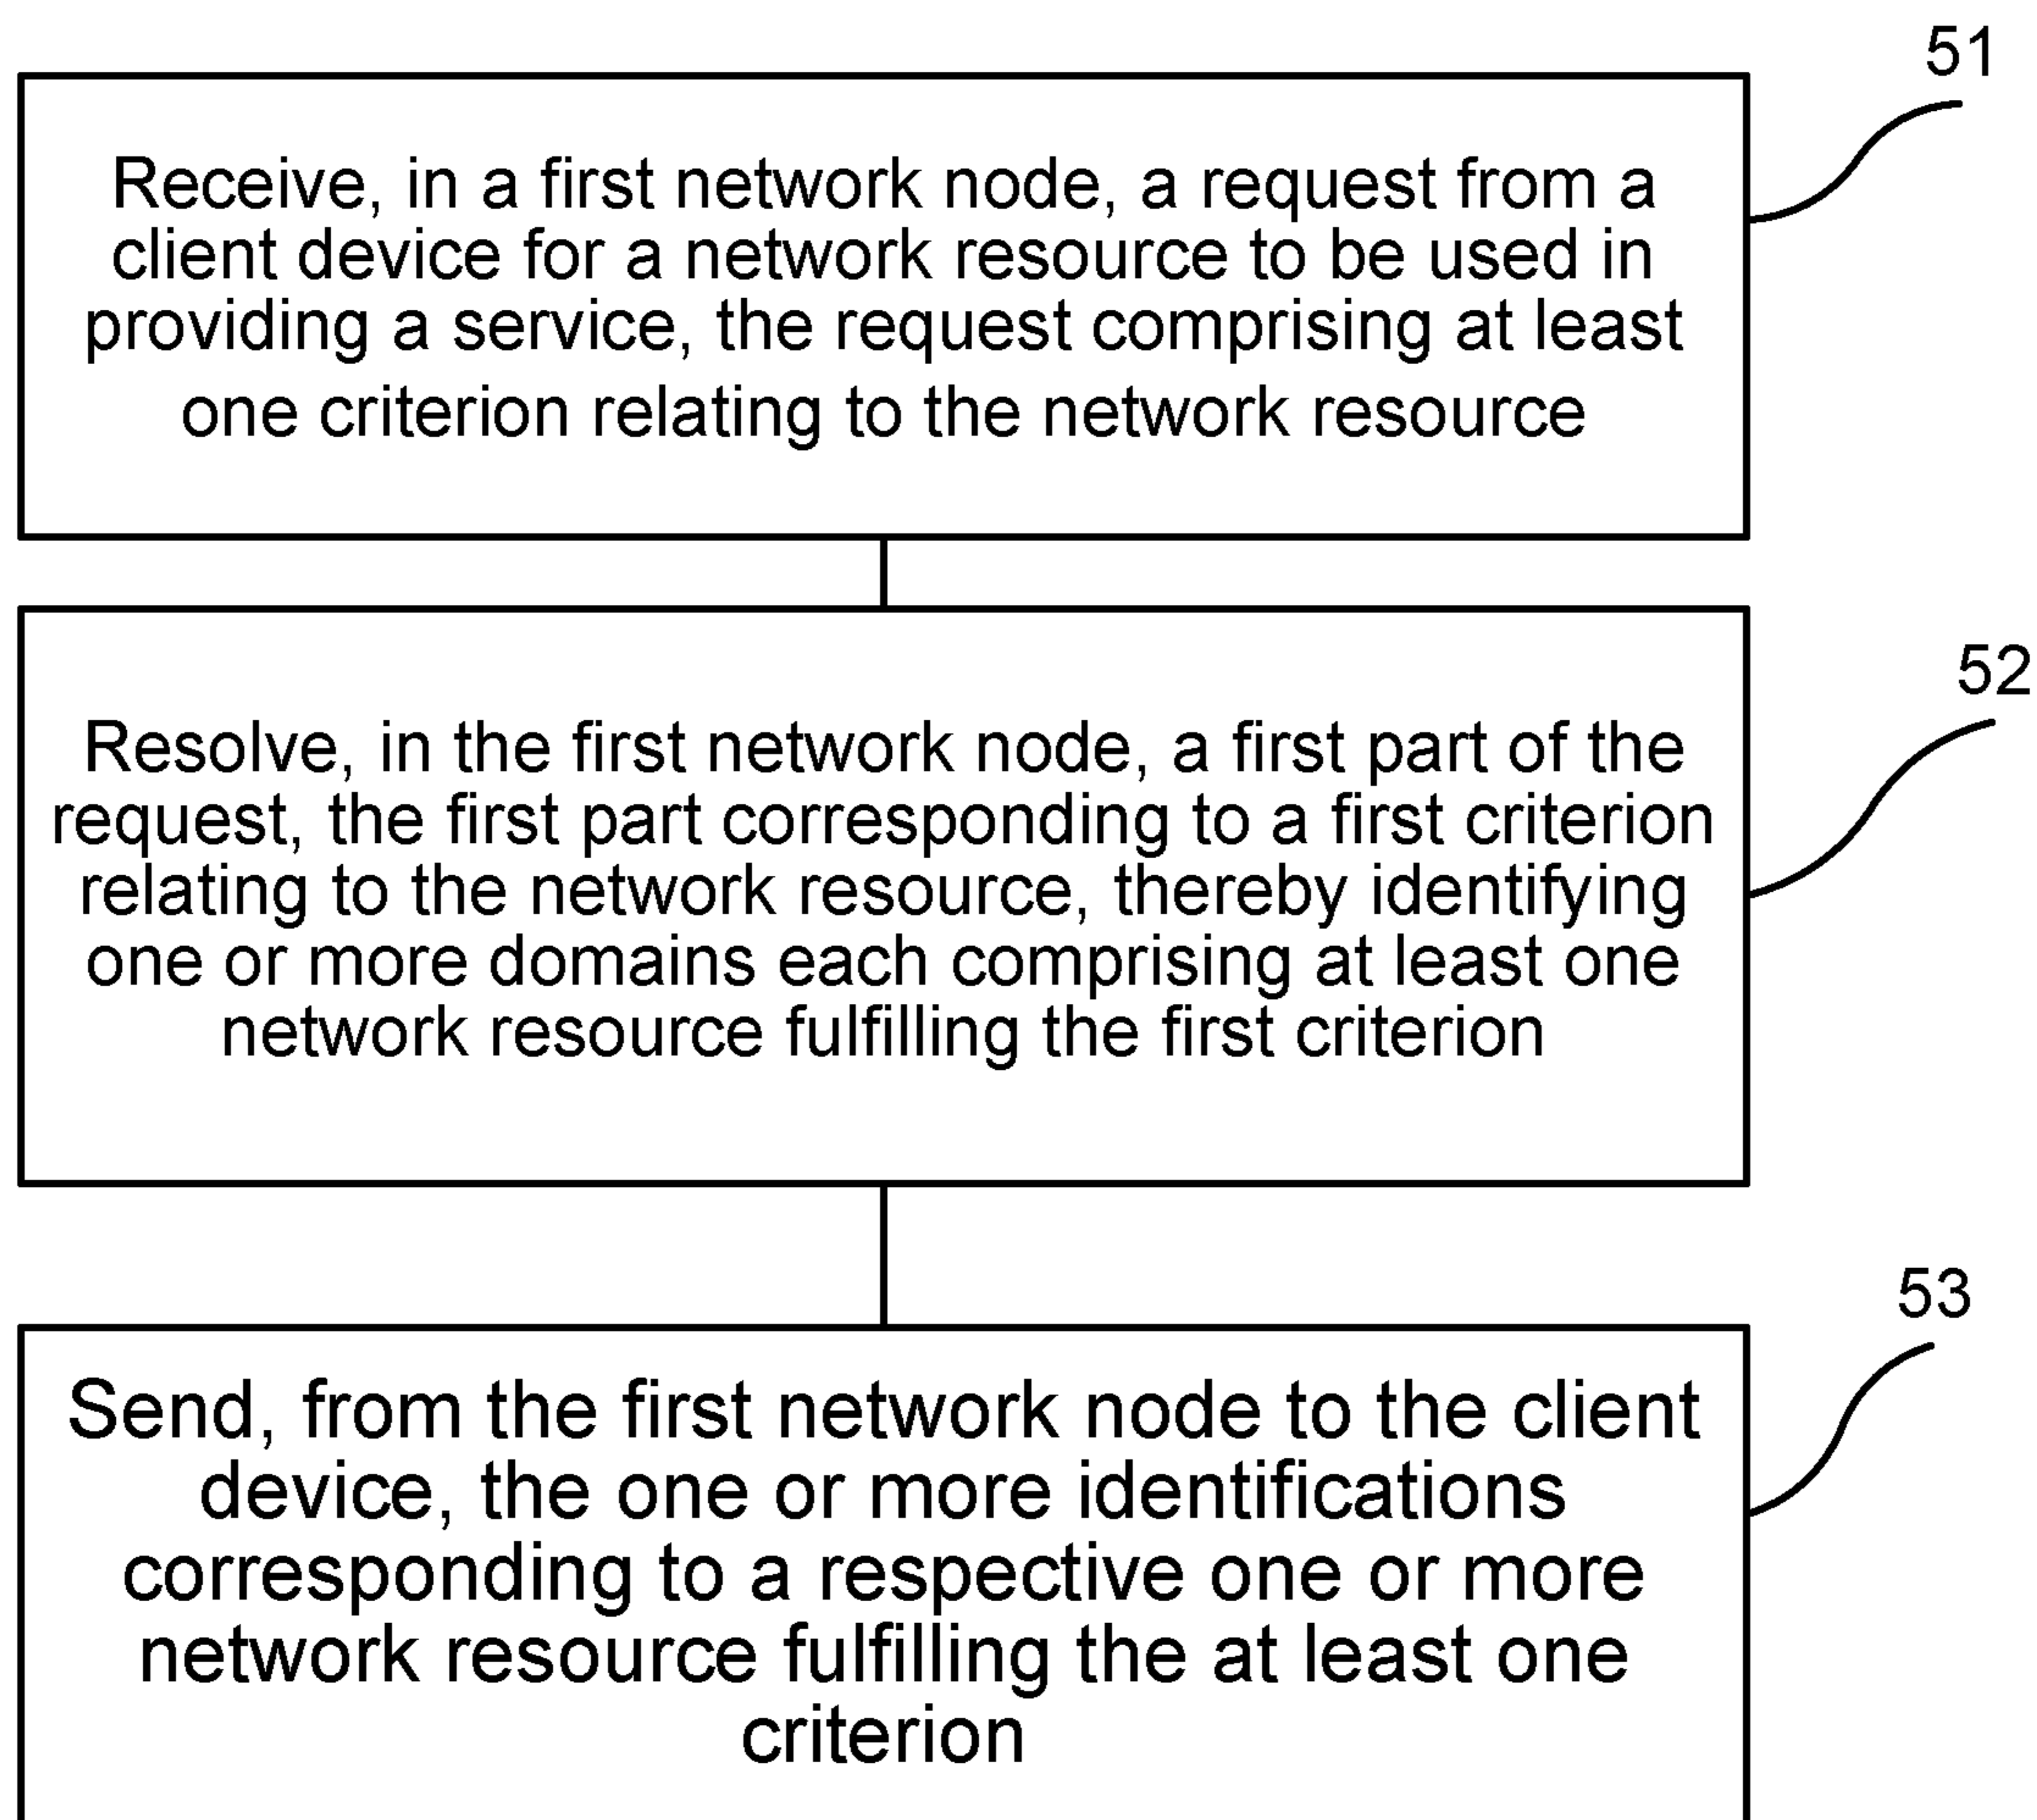 51
Receive, in a first network node, a request from a
client device for a network resource to be used in
providing a service, the request comprising at least
one criterion relating to the network resource
52
Resolve, in the first network node, a first part of the
request, the first part corresponding to a first criterion
relating to the network resource, thereby identifying
one or more domains each comprising at least one
network resource fulfilling the first criterion
53
Send, from the first network node to the client
device, the one or more identifications
corresponding to a respective one or more
network resource fulfilling the at least one
criterion